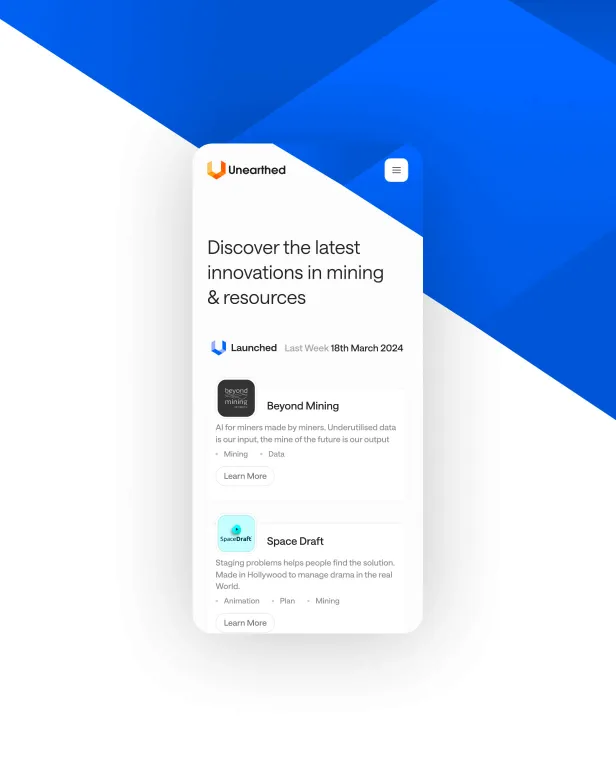 Unearthed
Discover the latest
innovations in mining
& resources
Launched Last Week 18th March 2024
beyond
mining
Beyond Mining
AI for miners made by miners. Underutilised data
is our input, the mine of the future is our output
Mining Data
Learn More
SpaceDraft
Space Draft
Staging problems helps people find the solution.
Made in Hollywood to manage drama in the real
World.
Animation Plan Mining
Learn More